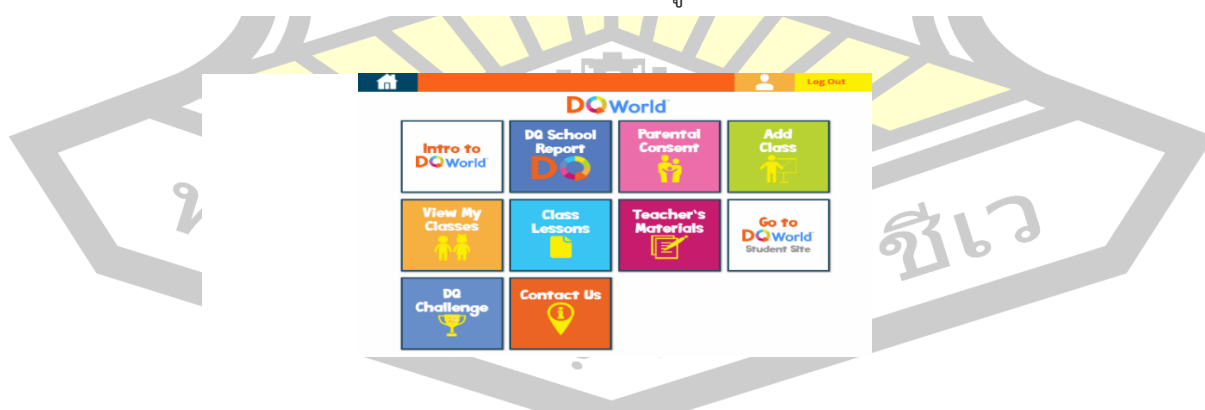 Log Out
DQWorld
Intro to
DQWorld
DQ School
Report
DQ
Parental
Consent
Add
Class
View My
Classes
Class
Lessons
Teacher's
Materials
Go to
DQWorld
Student Site
DQ
Challenge
Contact Us
ชีเว